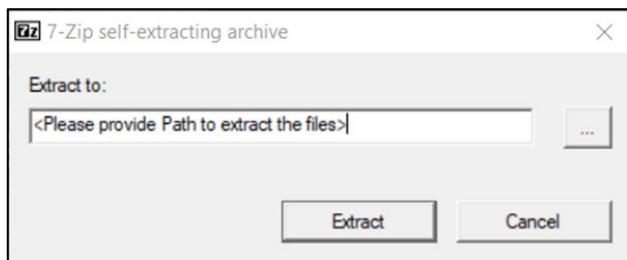 7z 7-Zip self-extracting archive
Extract to:
<Please provide Path to extract the files>
...
Extract Cancel